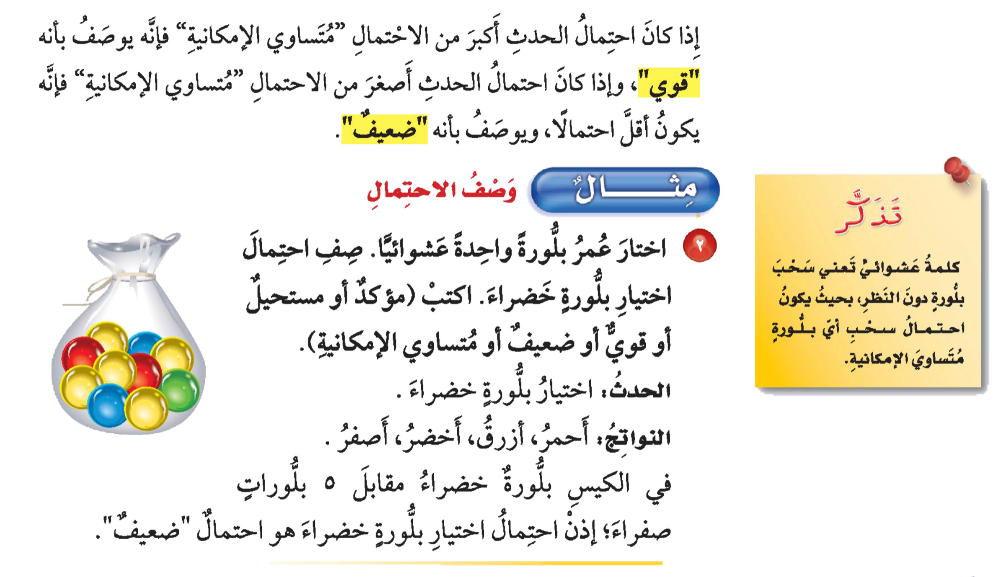 إِذا كانَ احتِمالُ الحدثِ أَكبرَ من الاحْتمالِ ”مُتَساوي الإمكانيةِ“ فإنَّه يوصَفُ بأنه
"قوي"، وإذا كانَ احتمالُ الحدثِ أَصغرَ من الاحتمالِ ”مُتساوي الإمكانيةِ“ فإنَّه
يكونُ أقلَّ احتمالًا، ويوصَفُ بأنه "ضعيفٌ".
مِثــالٌ وَصْفُ الاحتِمالِ
٢ اختارَ عُمرُ بلُّورةً واحِدةً عَشوائيًّا. صِفِ احتِمالَ
اختيارِ بلُّورةٍ خَضراءَ. اكتبْ (مؤكدٌ أو مستحيلٌ
أو قويٌّ أو ضعيفٌ أو مُتساوي الإمكانيةِ).
الحدثُ: اختيارُ بلُّورةٍ خضراءَ.
النواتِجُ: أَحمرُ، أَزرقُ، أَخضرُ، أَصفرُ.
في الكيسِ بلُّورةٌ خضراءُ مقابلَ ٥ بلُّوراتٍ
صفراءَ؛ إذنْ احتِمالُ اختيارِ بلُّورةٍ خضراءَ هو احتمالٌ "ضعيفٌ".
تَذَكَّر
كلمةُ عَشوائيٍّ تَعني سَحْبَ
بلُّورةٍ دونَ النَظرِ، بحيثُ يكونُ
احتمالُ سحْبِ أيِّ بلُّورةٍ
مُتَساويَ الإمكانيةِ.